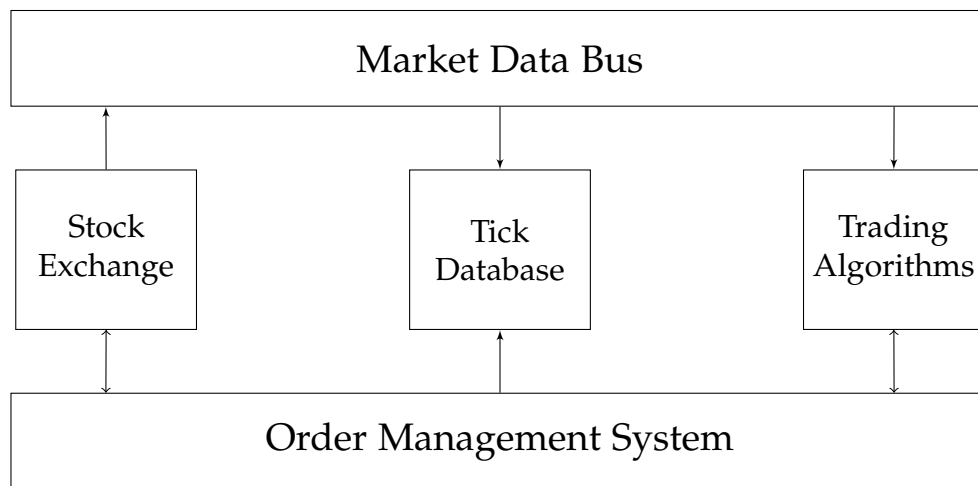 Market Data Bus
Stock
Exchange
Tick
Database
Trading
Algorithms
Order Management System